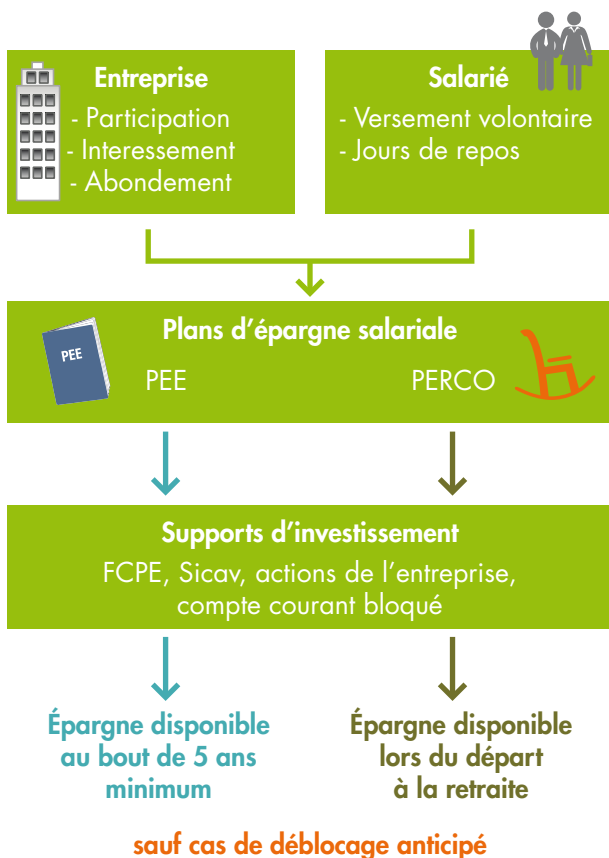 Entreprise
- Participation
- Interessement
- Abondement
Salarié
- Versement volontaire
- Jours de repos
Plans d'épargne salariale
PEE
PEE
PERCO
Supports d'investissement
FCPE, Sicav, actions de l'entreprise,
compte courant bloqué
Épargne disponible
au bout de 5 ans
minimum
Épargne disponible
lors du départ
à la retraite
sauf cas de déblocage anticipé